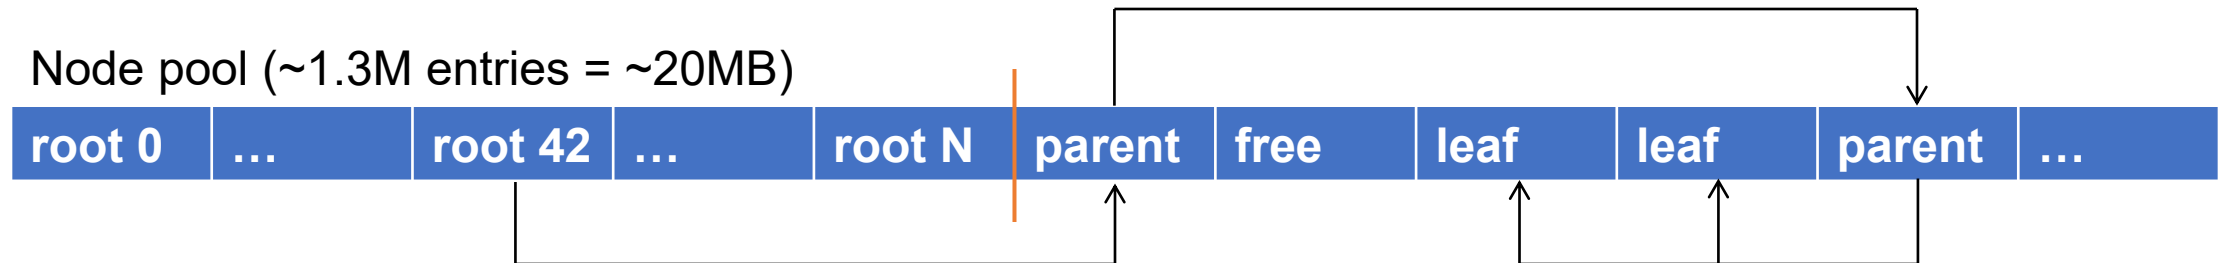 Node pool (~1.3M entries = ~20MB)
root 0 … root 42 … root N parent free leaf leaf parent …